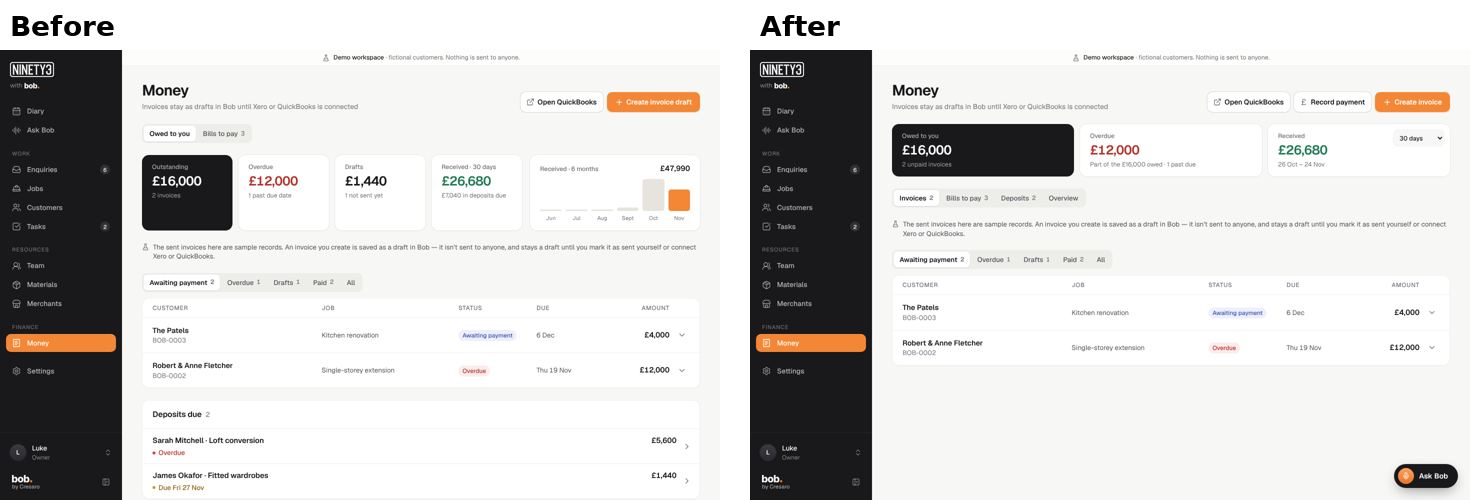 Before
NINETY3
with bob.
Diary
Ask Bob
WORK
Enquiries 6
Jobs
Customers
Tasks 2
RESOURCES
Team
Materials
Merchants
FINANCE
Money
Settings
L
Luke
Owner
bob.
by Cresaro
Demo workspace · fictional customers. Nothing is sent to anyone.
Money
Invoices stay as drafts in Bob until Xero or QuickBooks is connected
Open QuickBooks
+ Create invoice draft
Owed to you
Bills to pay 3
Outstanding
£16,000
2 invoices
Overdue
£12,000
1 past due date
Drafts
£1,440
1 not sent yet
Received · 30 days
£26,680
£7,040 in deposits due
Received · 6 months
£47,990
Jun Jul Aug Sept Oct Nov
The sent invoices here are sample records. An invoice you create is saved as a draft in Bob — it isn't sent to anyone, and stays a draft until you mark it as sent yourself or connect
Xero or QuickBooks.
Awaiting payment 2 Overdue 1 Drafts 1 Paid 2 All
CUSTOMER JOB STATUS DUE AMOUNT
The Patels
BOB-0003
Kitchen renovation
Awaiting payment
6 Dec
£4,000
Robert & Anne Fletcher
BOB-0002
Single-storey extension
Overdue
Thu 19 Nov
£12,000
Deposits due 2
Sarah Mitchell · Loft conversion
Overdue
£5,600
James Okafor · Fitted wardrobes
Due Fri 27 Nov
£1,440
After
NINETY3
with bob.
Diary
Ask Bob
WORK
Enquiries 6
Jobs
Customers
Tasks 2
RESOURCES
Team
Materials
Merchants
FINANCE
Money
Settings
L
Luke
Owner
bob.
by Cresaro
Demo workspace · fictional customers. Nothing is sent to anyone.
Money
Invoices stay as drafts in Bob until Xero or QuickBooks is connected
Open QuickBooks
£ Record payment
+ Create invoice
Owed to you
£16,000
2 unpaid invoices
Overdue
£12,000
Part of the £16,000 owed · 1 past due
Received
£26,680
26 Oct – 24 Nov
30 days
Invoices 2 Bills to pay 3 Deposits 2 Overview
The sent invoices here are sample records. An invoice you create is saved as a draft in Bob — it isn't sent to anyone, and stays a draft until you mark it as sent yourself or connect
Xero or QuickBooks.
Awaiting payment 2 Overdue 1 Drafts 1 Paid 2 All
CUSTOMER JOB STATUS DUE AMOUNT
The Patels
BOB-0003
Kitchen renovation
Awaiting payment
6 Dec
£4,000
Robert & Anne Fletcher
BOB-0002
Single-storey extension
Overdue
Thu 19 Nov
£12,000
Ask Bob